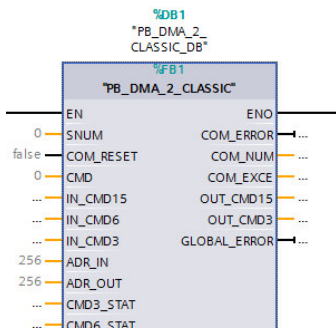 %DB1
"PB_DMA_2_
CLASSIC_DB"
%FB1
"PB_DMA_2_CLASSIC"
EN ENO
0 SNUM COM_ERROR ...
false COM_RESET COM_NUM ...
0 CMD COM_EXCE ...
... IN_CMD15 OUT_CMD15 ...
... IN_CMD6 OUT_CMD3 ...
... IN_CMD3 GLOBAL_ERROR ...
256 ADR_IN
256 ADR_OUT
... CMD3_STAT
... CMD6_STAT